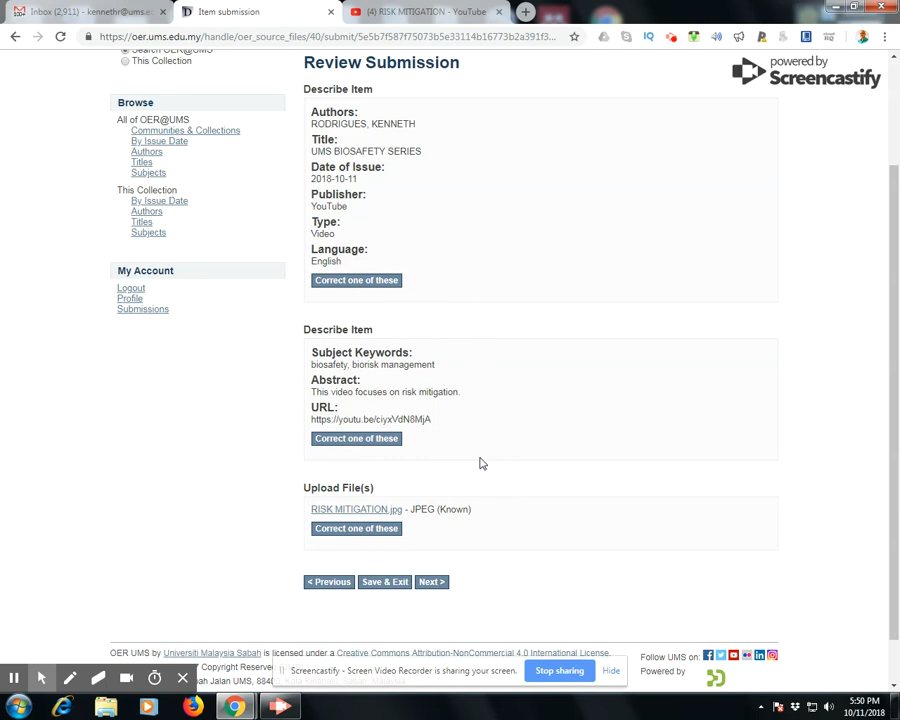 Inbox (2,911) - kennethr@ums.e
Item submission
(4) RISK MITIGATION - YouTube
https://oer.ums.edu.my/handle/oer_source_files/40/submit/5e5b7f587f75073b5e33114b16773b2a391f3...
Search OER@UMS
This Collection
Browse
All of OER@UMS
Communities & Collections
By Issue Date
Authors
Titles
Subjects
This Collection
By Issue Date
Authors
Titles
Subjects
My Account
Logout
Profile
Submissions
Review Submission
powered by
Screencastify
Describe Item
Authors:
RODRIGUES, KENNETH
Title:
UMS BIOSAFETY SERIES
Date of Issue:
2018-10-11
Publisher:
YouTube
Type:
Video
Language:
English
Correct one of these
Describe Item
Subject Keywords:
biosafety, biorisk management
Abstract:
This video focuses on risk mitigation.
URL:
https://youtu.be/ciyxVdN8MjA
Correct one of these
Upload File(s)
RISK MITIGATION.jpg - JPEG (Known)
Correct one of these
< Previous
Save & Exit
Next >
OER UMS by Universiti Malaysia Sabah is licensed under a Creative Commons Attribution-NonCommercial 4.0 International License.
Follow UMS on:
Powered by
Screencastify - Screen Video Recorder is sharing your screen.
Stop sharing
Hide
5:50 PM
10/11/2018